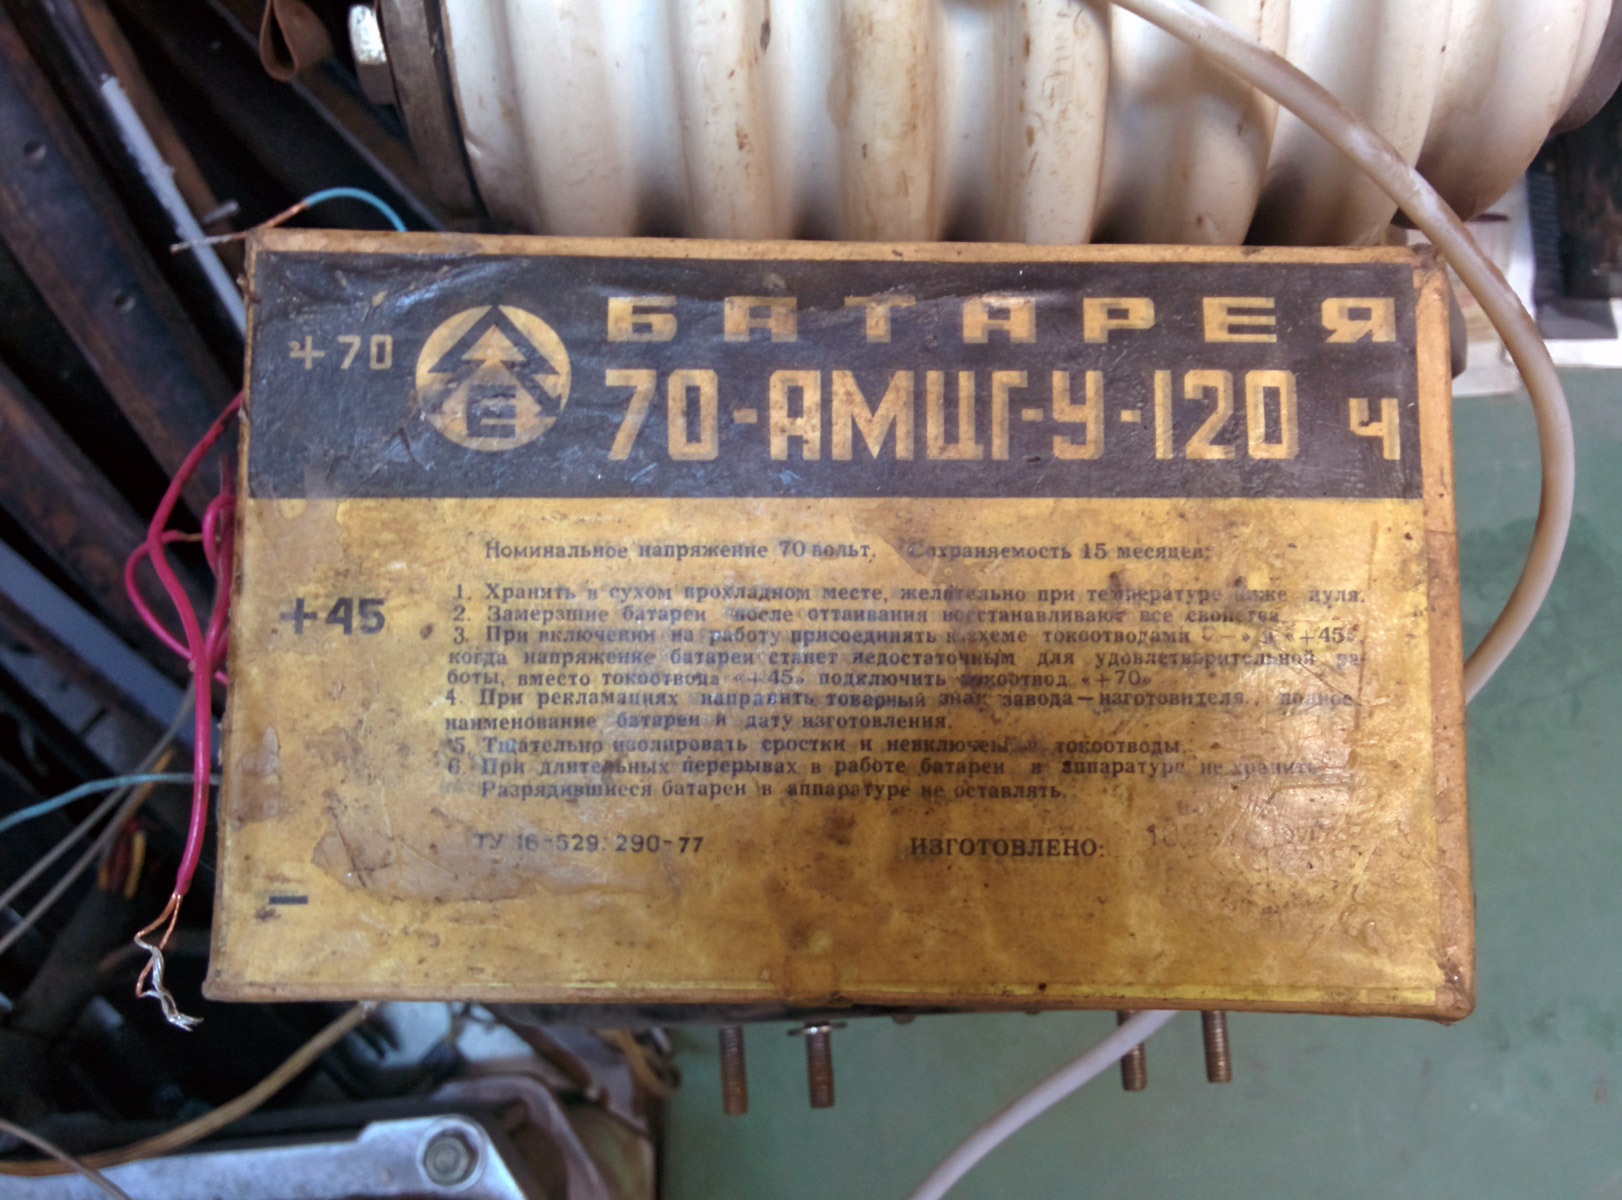 +70
БАТАРЕЯ
70-АМЦГ-У-120 ч
Номинальное напряжение 70 вольт. Сохраняемость 15 месяцев:
1. Хранить в сухом прохладном месте, желательно при температуре ниже нуля.
2. Замерзшие батареи после оттаивания восстанавливают все свойства.
+45
3. При включении на работу присоединять к схеме токоотводами «—» и «+45»,
когда напряжение батареи станет недостаточным для удовлетворительной ра-
боты, вместо токоотвода «+45» подключить токоотвод «+70»
4. При рекламациях направить товарный знак завода—изготовителя, полное
наименование батареи и дату изготовления.
5. Тщательно изолировать сростки и невключен. токоотводы.
6. При длительных перерывах в работе батареи в аппаратуре не хранить
Разрядившиеся батареи в аппаратуре не оставлять.
ТУ 16-529.290-77 ИЗГОТОВЛЕНО:
—